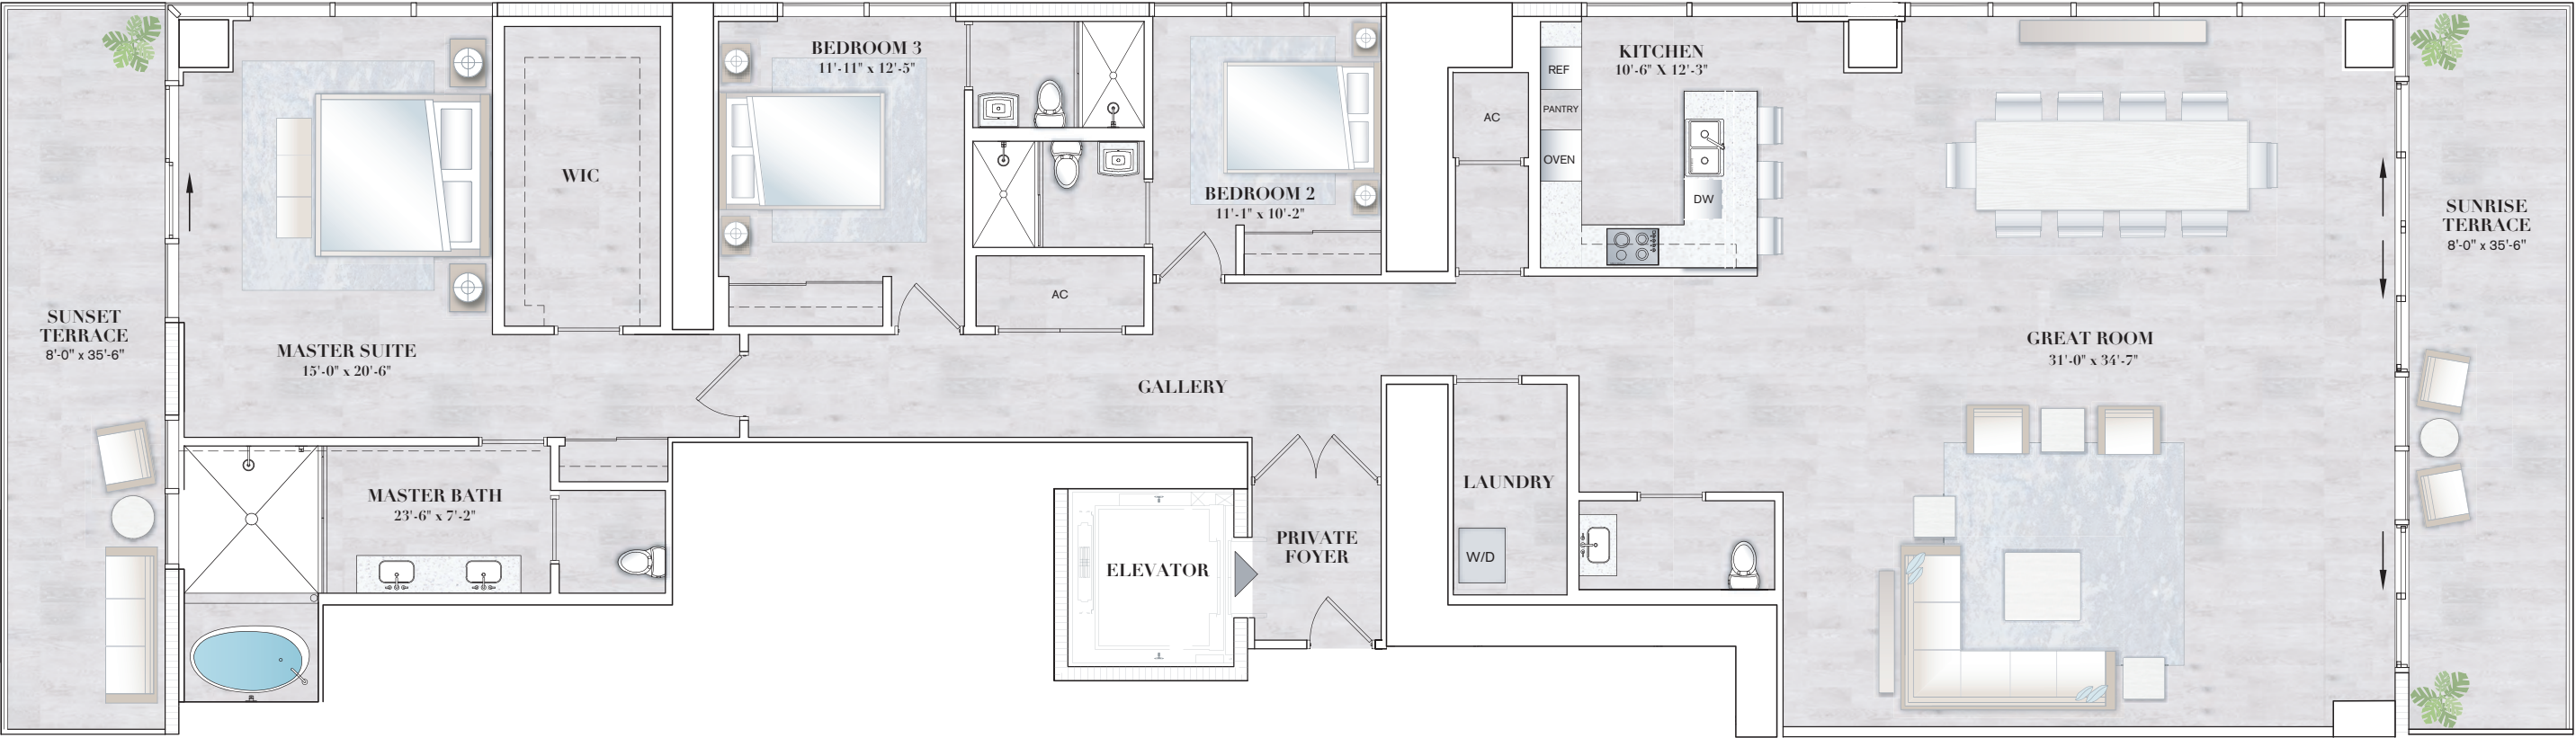 SUNSET
TERRACE
8'-0" x 35'-6"
MASTER SUITE
15'-0" x 20'-6"
WIC
MASTER BATH
23'-6" x 7'-2"
BEDROOM 3
11'-11" x 12'-5"
AC
BEDROOM 2
11'-1" x 10'-2"
GALLERY
ELEVATOR
PRIVATE
FOYER
AC
REF
PANTRY
OVEN
KITCHEN
10'-6" X 12'-3"
DW
LAUNDRY
W/D
GREAT ROOM
31'-0" x 34'-7"
SUNRISE
TERRACE
8'-0" x 35'-6"